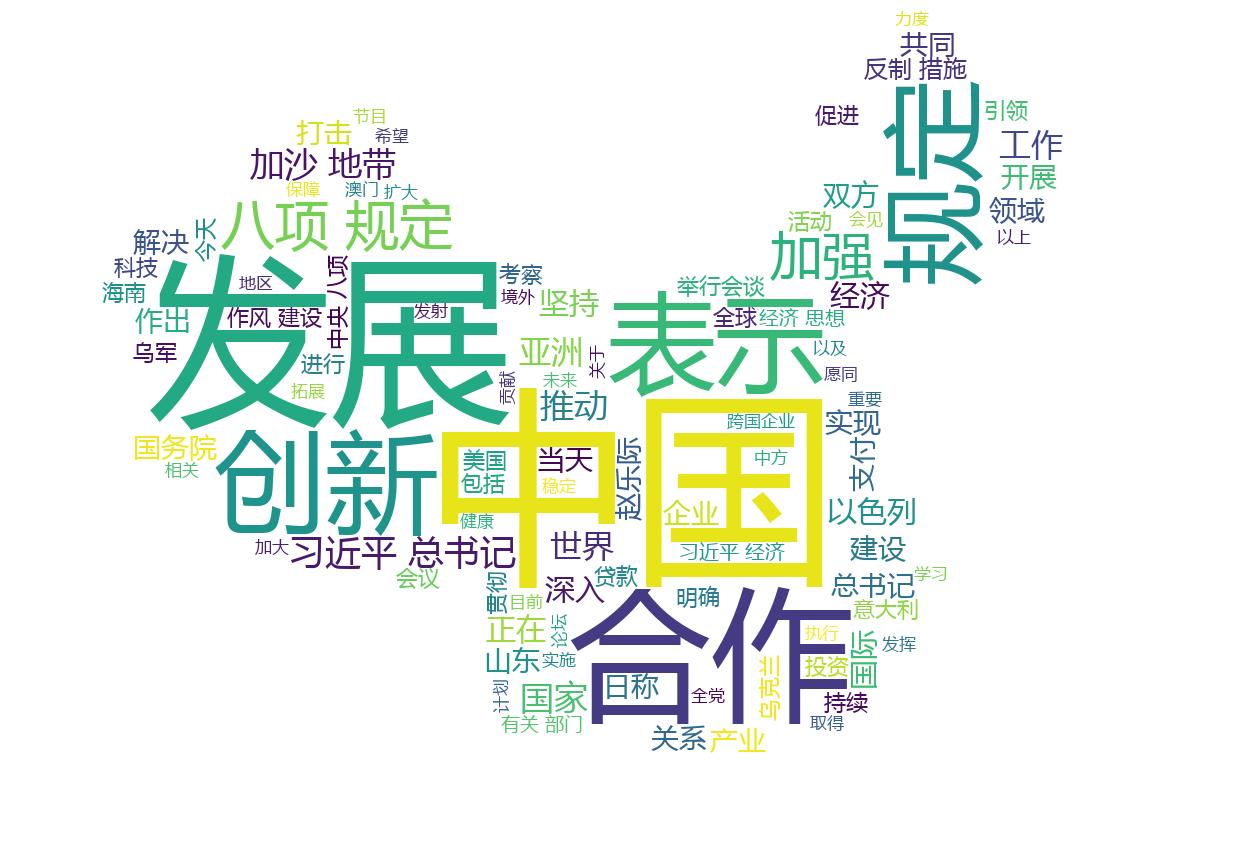 力度
共同
反制 措施
节目
促进
引领
打击
希望
规定
工作
加沙 地带
开展
保障
澳门
扩大
双方
领域
八项 规定
今天
活动
会见
以上
解决
加强
科技
地区
中央 八项
考察
举行会谈
经济
海南
发展
境外
坚持
作出
作风 建设
发射
表示
全球
经济 思想
乌军
进行
亚洲
关于
以及
拓展
贡献
未来
愿同
推动
重要
中国
跨国企业
实现
国务院
创新
美国
当天
赵乐际
中方
支付
相关
包括
稳定
企业
以色列
健康
习近平 经济
加大
习近平 总书记
世界
建设
会议
贯彻
深入
贷款
总书记
学习
目前
明确
意大利
正在
论坛
合作
执行
国际
发挥
山东
实施
乌克兰
投资
计划
国家
日称
全党
持续
有关 部门
取得
关系
产业